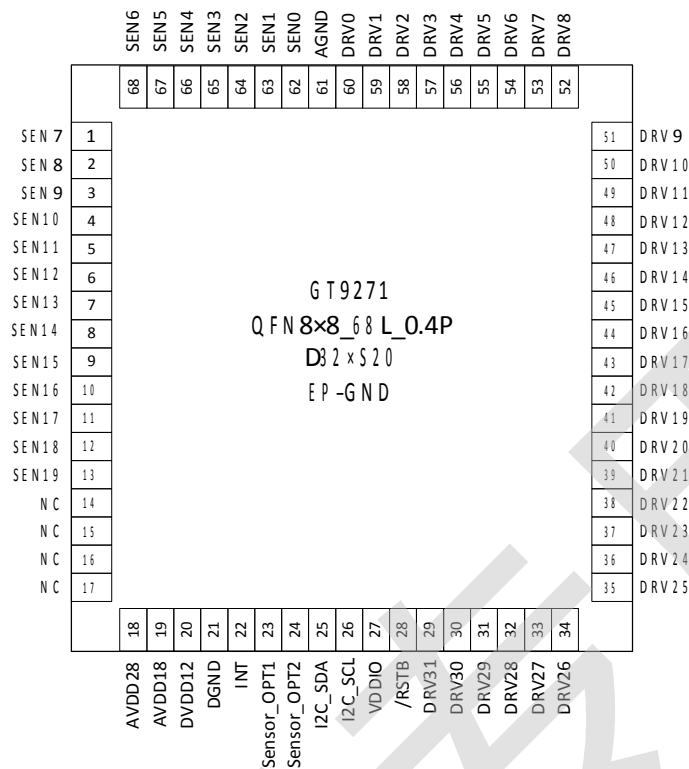 SEN6 SEN5 SEN4 SEN3 SEN2 SEN1 SEN0 AGND DRV0 DRV1 DRV2 DRV3 DRV4 DRV5 DRV6 DRV7 DRV8
68 67 66 65 64 63 62 61 60 59 58 57 56 55 54 53 52
SEN7 1 51 DRV9
SEN8 2 50 DRV10
SEN9 3 49 DRV11
SEN10 4 48 DRV12
SEN11 5 47 DRV13
SEN12 6 46 DRV14
SEN13 7 45 DRV15
SEN14 8 44 DRV16
SEN15 9 43 DRV17
SEN16 10 42 DRV18
SEN17 11 41 DRV19
SEN18 12 40 DRV20
SEN19 13 39 DRV21
NC 14 38 DRV22
NC 15 37 DRV23
NC 16 36 DRV24
NC 17 35 DRV25
GT9271
QFN8×8_68L_0.4P
D32×S20
EP-GND
18 19 20 21 22 23 24 25 26 27 28 29 30 31 32 33 34
AVDD28 AVDD18 DVDD12 DGND INT Sensor_OPT1 Sensor_OPT2 I2C_SDA I2C_SCL VDDIO /RSTB DRV31 DRV30 DRV29 DRV28 DRV27 DRV26